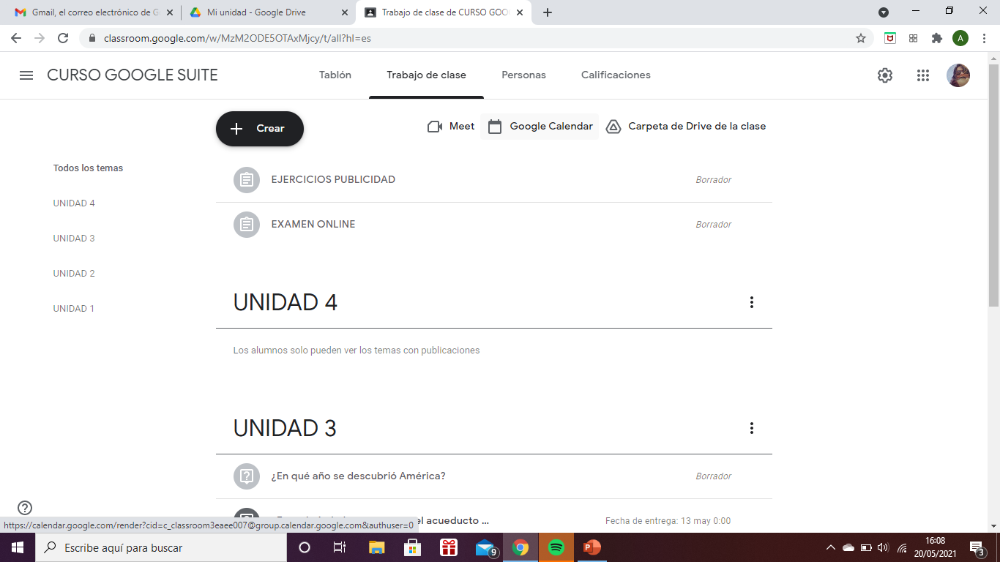 Gmail, el correo electrónico de G
Mi unidad - Google Drive
Trabajo de clase de CURSO GOO
classroom.google.com/w/MzM2ODE5OTAxMjcy/t/all?hl=es
A
CURSO GOOGLE SUITE
Tablón
Trabajo de clase
Personas
Calificaciones
Crear
Meet
Google Calendar
Carpeta de Drive de la clase
Todos los temas
UNIDAD 4
UNIDAD 3
UNIDAD 2
UNIDAD 1
EJERCICIOS PUBLICIDAD
Borrador
EXAMEN ONLINE
Borrador
UNIDAD 4
Los alumnos solo pueden ver los temas con publicaciones
UNIDAD 3
¿En qué año se descubrió América?
Borrador
el acueducto ...
Fecha de entrega: 13 may 0:00
https://calendar.google.com/render?cid=c_classroom3eaee007@group.calendar.google.com&authuser=0
Escribe aquí para buscar
9
P
16:08
20/05/2021
3